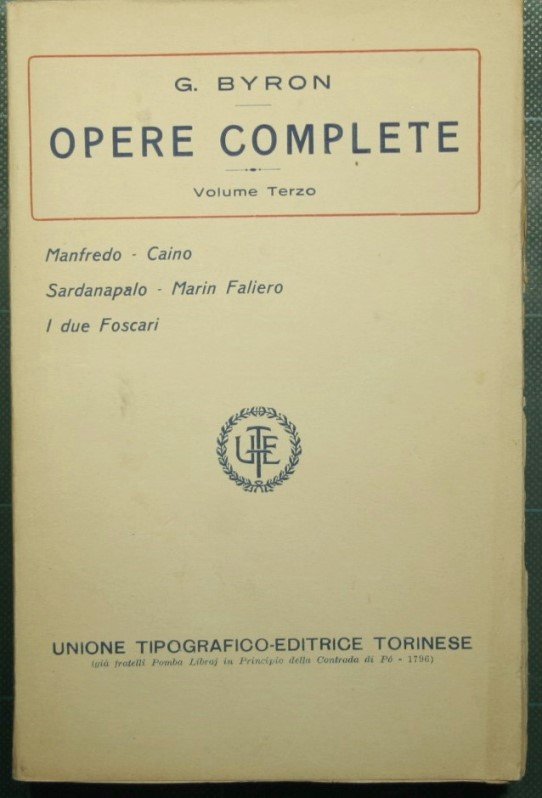 G. BYRON
OPERE COMPLETE
Volume Terzo
Manfredo - Caino
Sardanapalo - Marin Faliero
I due Foscari
UTET
UNIONE TIPOGRAFICO-EDITRICE TORINESE
(già fratelli Pomba Libraj in Principio della Contrada di Pó - 1796)